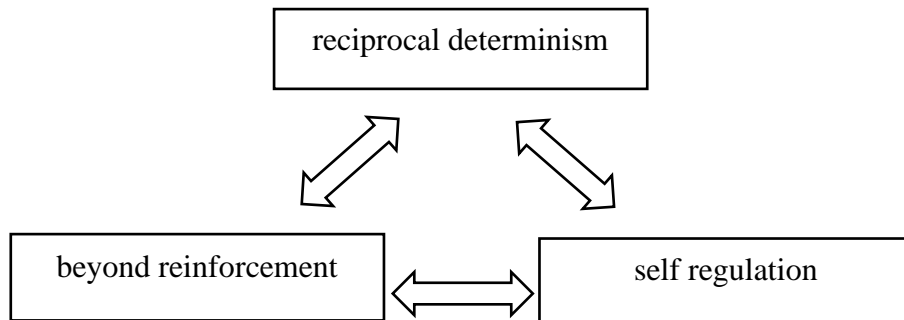 reciprocal determinism
beyond reinforcement
self regulation